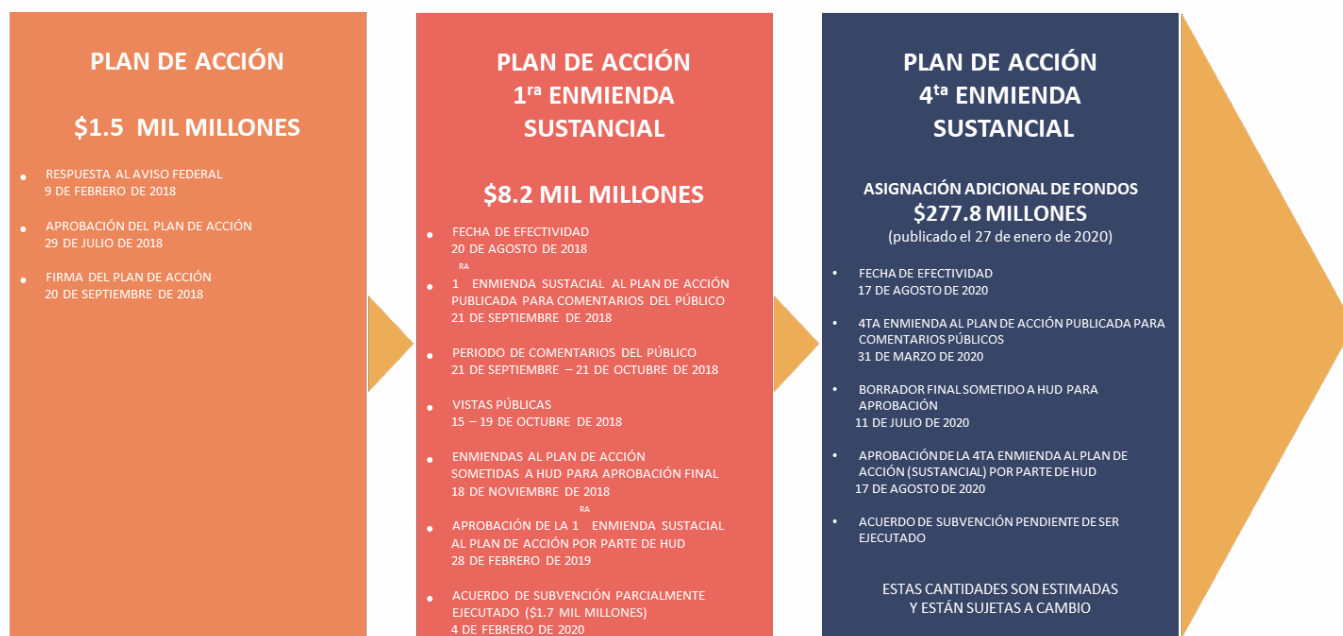 PLAN DE ACCIÓN
$1.5 MIL MILLONES
RESPUESTA AL AVISO FEDERAL
9 DE FEBRERO DE 2018
APROBACIÓN DEL PLAN DE ACCIÓN
29 DE JULIO DE 2018
FIRMA DEL PLAN DE ACCIÓN
20 DE SEPTIEMBRE DE 2018
PLAN DE ACCIÓN
1ra ENMIENDA
SUSTANCIAL
$8.2 MIL MILLONES
FECHA DE EFECTIVIDAD
20 DE AGOSTO DE 2018
1RA ENMIENDA SUSTACIAL AL PLAN DE ACCIÓN
PUBLICADA PARA COMENTARIOS DEL PÚBLICO
21 DE SEPTIEMBRE DE 2018
PERIODO DE COMENTARIOS DEL PÚBLICO
21 DE SEPTIEMBRE – 21 DE OCTUBRE DE 2018
VISTAS PÚBLICAS
15 – 19 DE OCTUBRE DE 2018
ENMIENDAS AL PLAN DE ACCIÓN
SOMETIDAS A HUD PARA APROBACIÓN FINAL
18 DE NOVIEMBRE DE 2018
APROBACIÓN DE LA 1RA ENMIENDA SUSTACIAL
AL PLAN DE ACCIÓN POR PARTE DE HUD
28 DE FEBRERO DE 2019
ACUERDO DE SUBVENCIÓN PARCIALMENTE
EJECUTADO ($1.7 MIL MILLONES)
4 DE FEBRERO DE 2020
PLAN DE ACCIÓN
4ta ENMIENDA
SUSTANCIAL
ASIGNACIÓN ADICIONAL DE FONDOS
$277.8 MILLONES
(publicado el 27 de enero de 2020)
FECHA DE EFECTIVIDAD
17 DE AGOSTO DE 2020
4TA ENMIENDA AL PLAN DE ACCIÓN PUBLICADA PARA
COMENTARIOS PÚBLICOS
31 DE MARZO DE 2020
BORRADOR FINAL SOMETIDO A HUD PARA
APROBACIÓN
11 DE JULIO DE 2020
APROBACIÓN DE LA 4TA ENMIENDA AL PLAN DE
ACCIÓN (SUSTANCIAL) POR PARTE DE HUD
17 DE AGOSTO DE 2020
ACUERDO DE SUBVENCIÓN PENDIENTE DE SER
EJECUTADO
ESTAS CANTIDADES SON ESTIMADAS
Y ESTÁN SUJETAS A CAMBIO